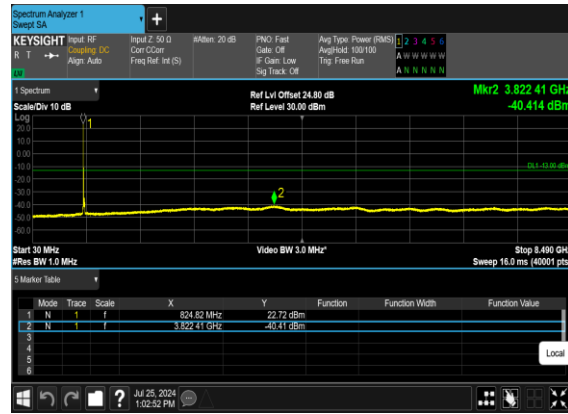 Spectrum Analyzer 1
Swept SA
+
KEYSIGHT Input: RF Input Z: 50 Ω #Atten: 20 dB PNO: Fast Avg Type: Power (RMS) 1 2 3 4 5 6
R T Coupling: DC Corr CCorr Gate: Off Avg|Hold: 100/100 A W W W W W
Align: Auto Freq Ref: Int (S) IF Gain: Low Trig: Free Run
Sig Track: Off A N N N N N
1 Spectrum Ref Lvl Offset 24.80 dB Mkr2 3.822 41 GHz
Scale/Div 10 dB Ref Level 30.00 dBm -40.414 dBm
Log
1
20.0
10.0
0.00
-10.0
DL1 -13.00 dBm
-20.0
-30.0
2
-40.0
-50.0
-60.0
Start 30 MHz Video BW 3.0 MHz* Stop 8.490 GHz
#Res BW 1.0 MHz Sweep 16.0 ms (40001 pts)
5 Marker Table
Mode Trace Scale X Y Function Function Width Function Value
1 N 1 f 824.82 MHz 22.72 dBm
2 N 1 f 3.822 41 GHz -40.41 dBm
3
4
5
6
Local
? Jul 25, 2024
1:02:52 PM